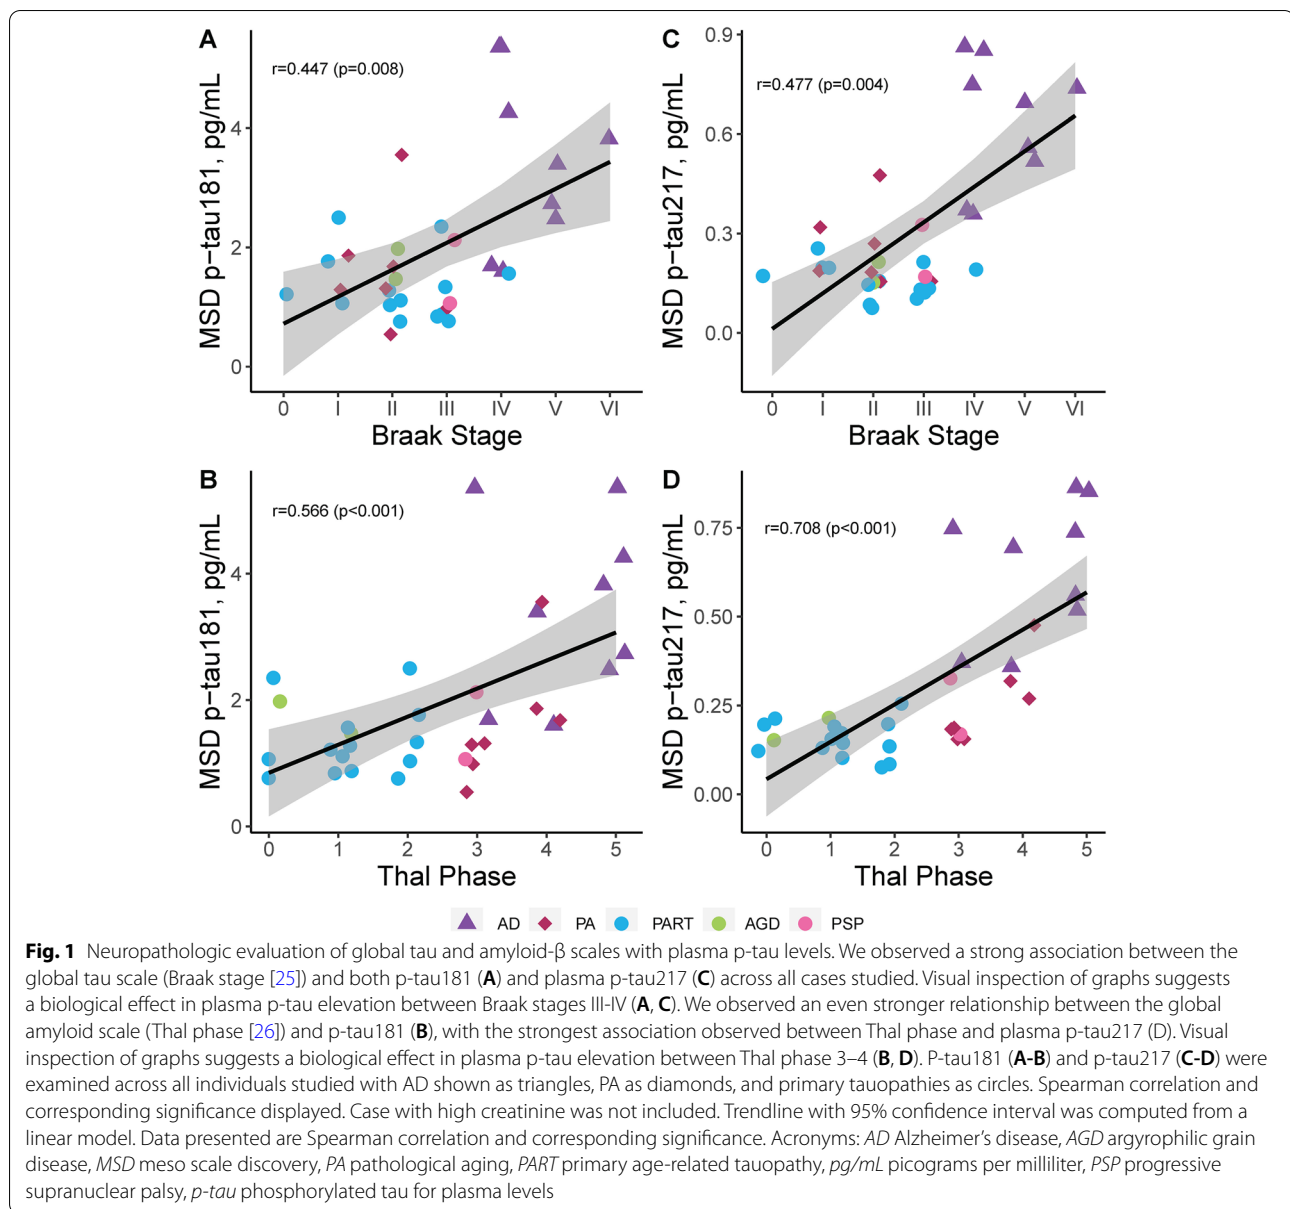 A
r=0.447 (p=0.008)
MSD p−tau181, pg/mL
4
2
0
0 I II III IV V VI
Braak Stage
C
r=0.477 (p=0.004)
MSD p−tau217, pg/mL
0.9
0.6
0.3
0.0
0 I II III IV V VI
Braak Stage
B
r=0.566 (p<0.001)
MSD p−tau181, pg/mL
4
2
0
0 1 2 3 4 5
Thal Phase
D
r=0.708 (p<0.001)
MSD p−tau217, pg/mL
0.75
0.50
0.25
0.00
0 1 2 3 4 5
Thal Phase
AD PA PART AGD PSP
Fig. 1 Neuropathologic evaluation of global tau and amyloid-β scales with plasma p-tau levels. We observed a strong association between the
global tau scale (Braak stage [25]) and both p-tau181 (A) and plasma p-tau217 (C) across all cases studied. Visual inspection of graphs suggests
a biological effect in plasma p-tau elevation between Braak stages III-IV (A, C). We observed an even stronger relationship between the global
amyloid scale (Thal phase [26]) and p-tau181 (B), with the strongest association observed between Thal phase and plasma p-tau217 (D). Visual
inspection of graphs suggests a biological effect in plasma p-tau elevation between Thal phase 3–4 (B, D). P-tau181 (A-B) and p-tau217 (C-D) were
examined across all individuals studied with AD shown as triangles, PA as diamonds, and primary tauopathies as circles. Spearman correlation and
corresponding significance displayed. Case with high creatinine was not included. Trendline with 95% confidence interval was computed from a
linear model. Data presented are Spearman correlation and corresponding significance. Acronyms: AD Alzheimer's disease, AGD argyrophilic grain
disease, MSD meso scale discovery, PA pathological aging, PART primary age-related tauopathy, pg/mL picograms per milliliter, PSP progressive
supranuclear palsy, p-tau phosphorylated tau for plasma levels